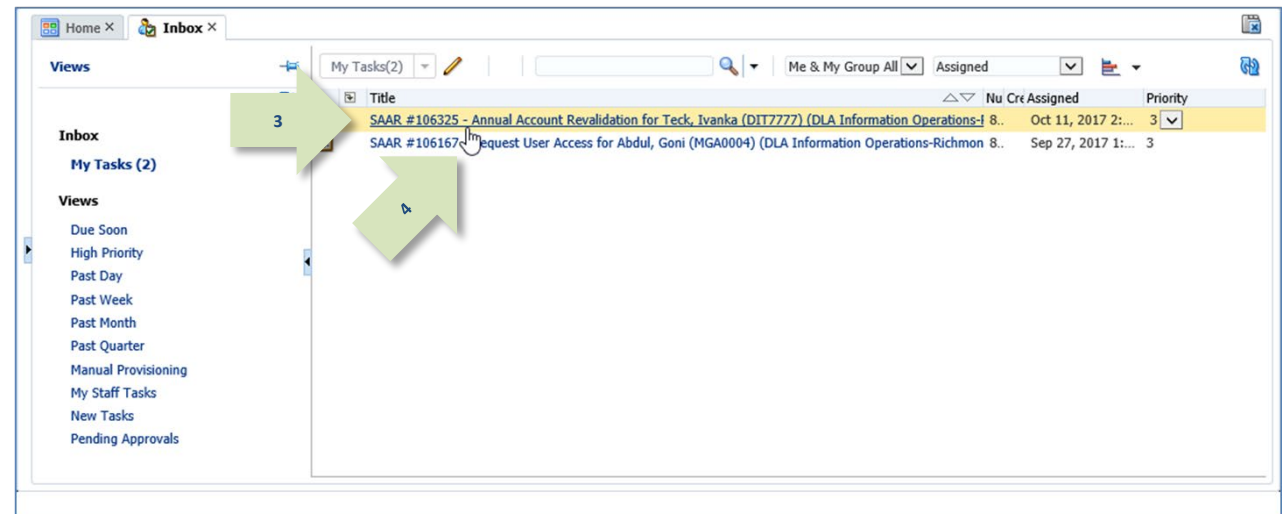 Home × Inbox ×
Views My Tasks(2) Me & My Group All Assigned
Title Nu Cre Assigned Priority
3 SAAR #106325 - Annual Account Revalidation for Teck, Ivanka (DIT7777) (DLA Information Operations- 8.. Oct 11, 2017 2:... 3
Inbox SAAR #106167 equest User Access for Abdul, Goni (MGA0004) (DLA Information Operations-Richmon 8.. Sep 27, 2017 1:... 3
My Tasks (2)
4
Views
Due Soon
High Priority
Past Day
Past Week
Past Month
Past Quarter
Manual Provisioning
My Staff Tasks
New Tasks
Pending Approvals